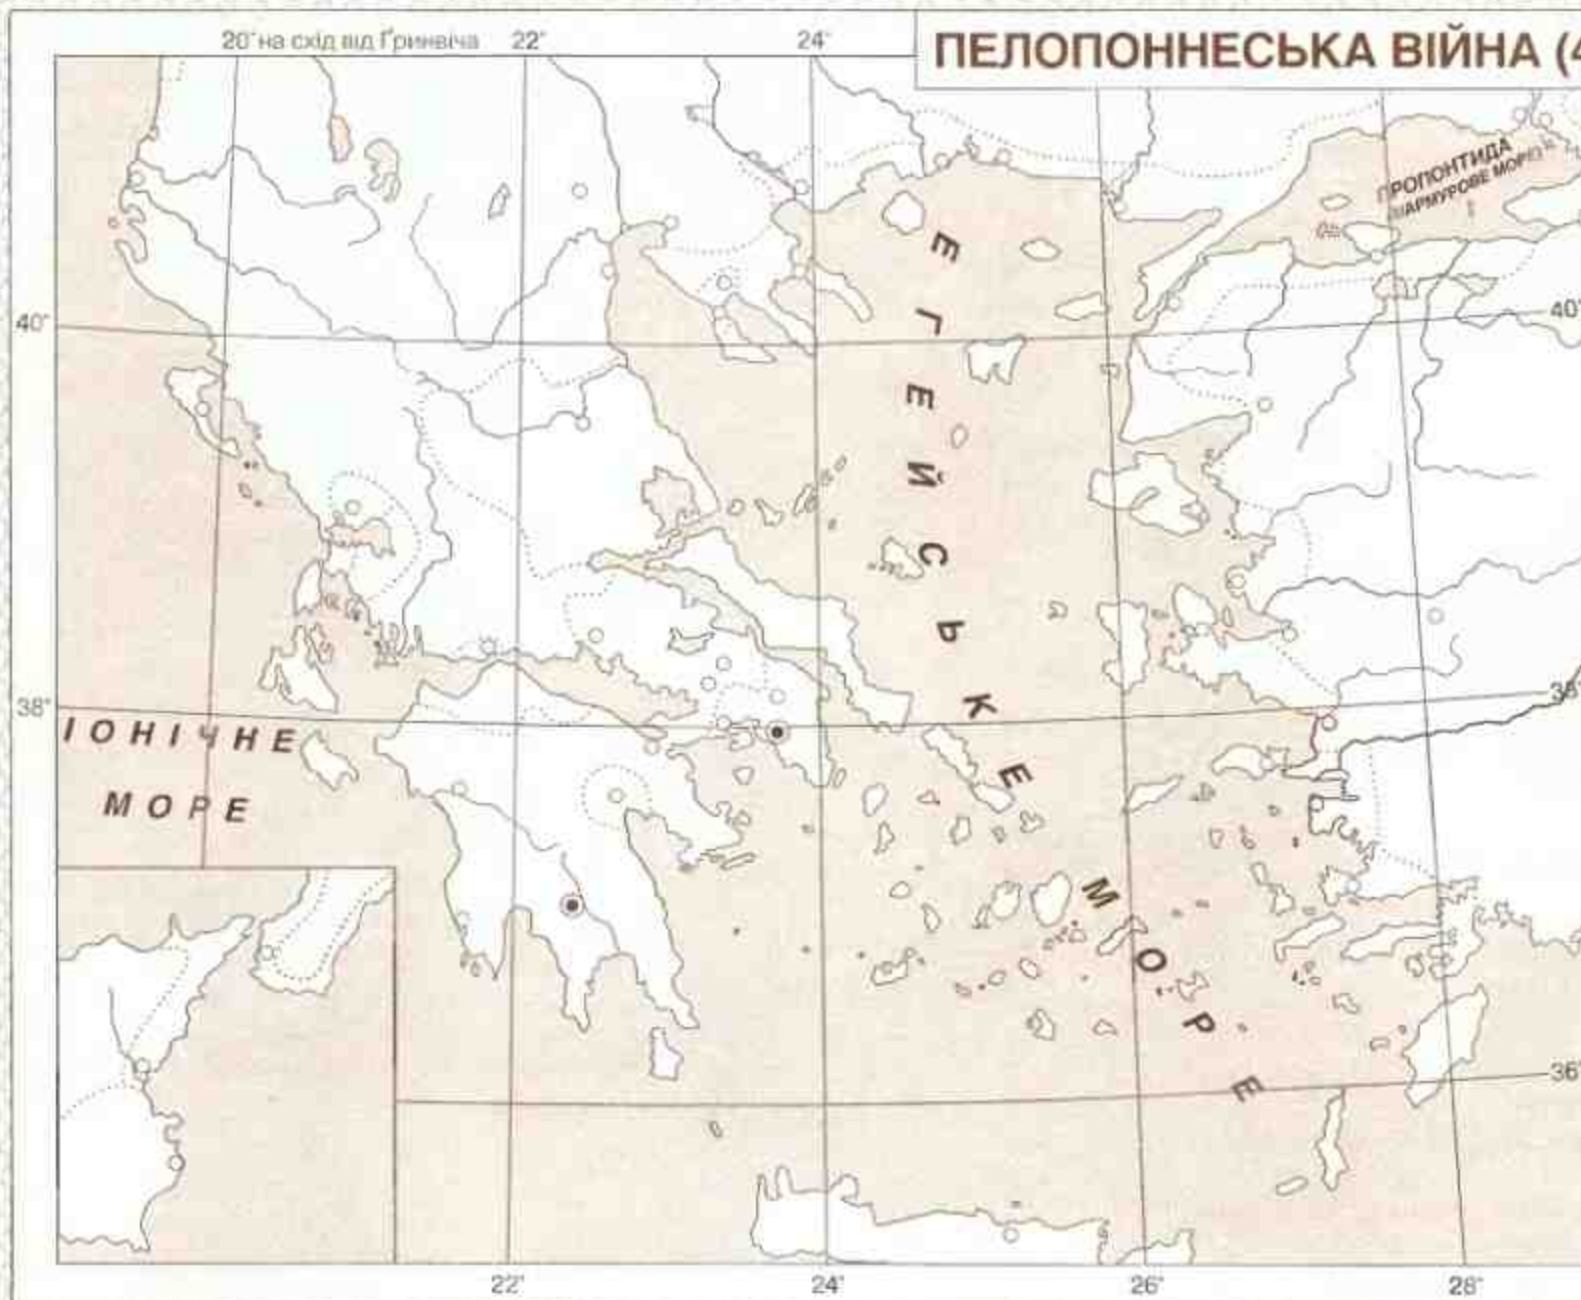 20° на схід від Ґринвіча 22° 24°
ПЕЛОПОННЕСЬКА ВІЙНА (4
ПРОПОНТИДА
(МАРМУРОВЕ МОРЕ)
ЕГЕЙСЬКЕ МОРЕ
40° 40°
38° 38°
ІОНІЧНЕ
МОРЕ
36°
22° 24° 26° 28°